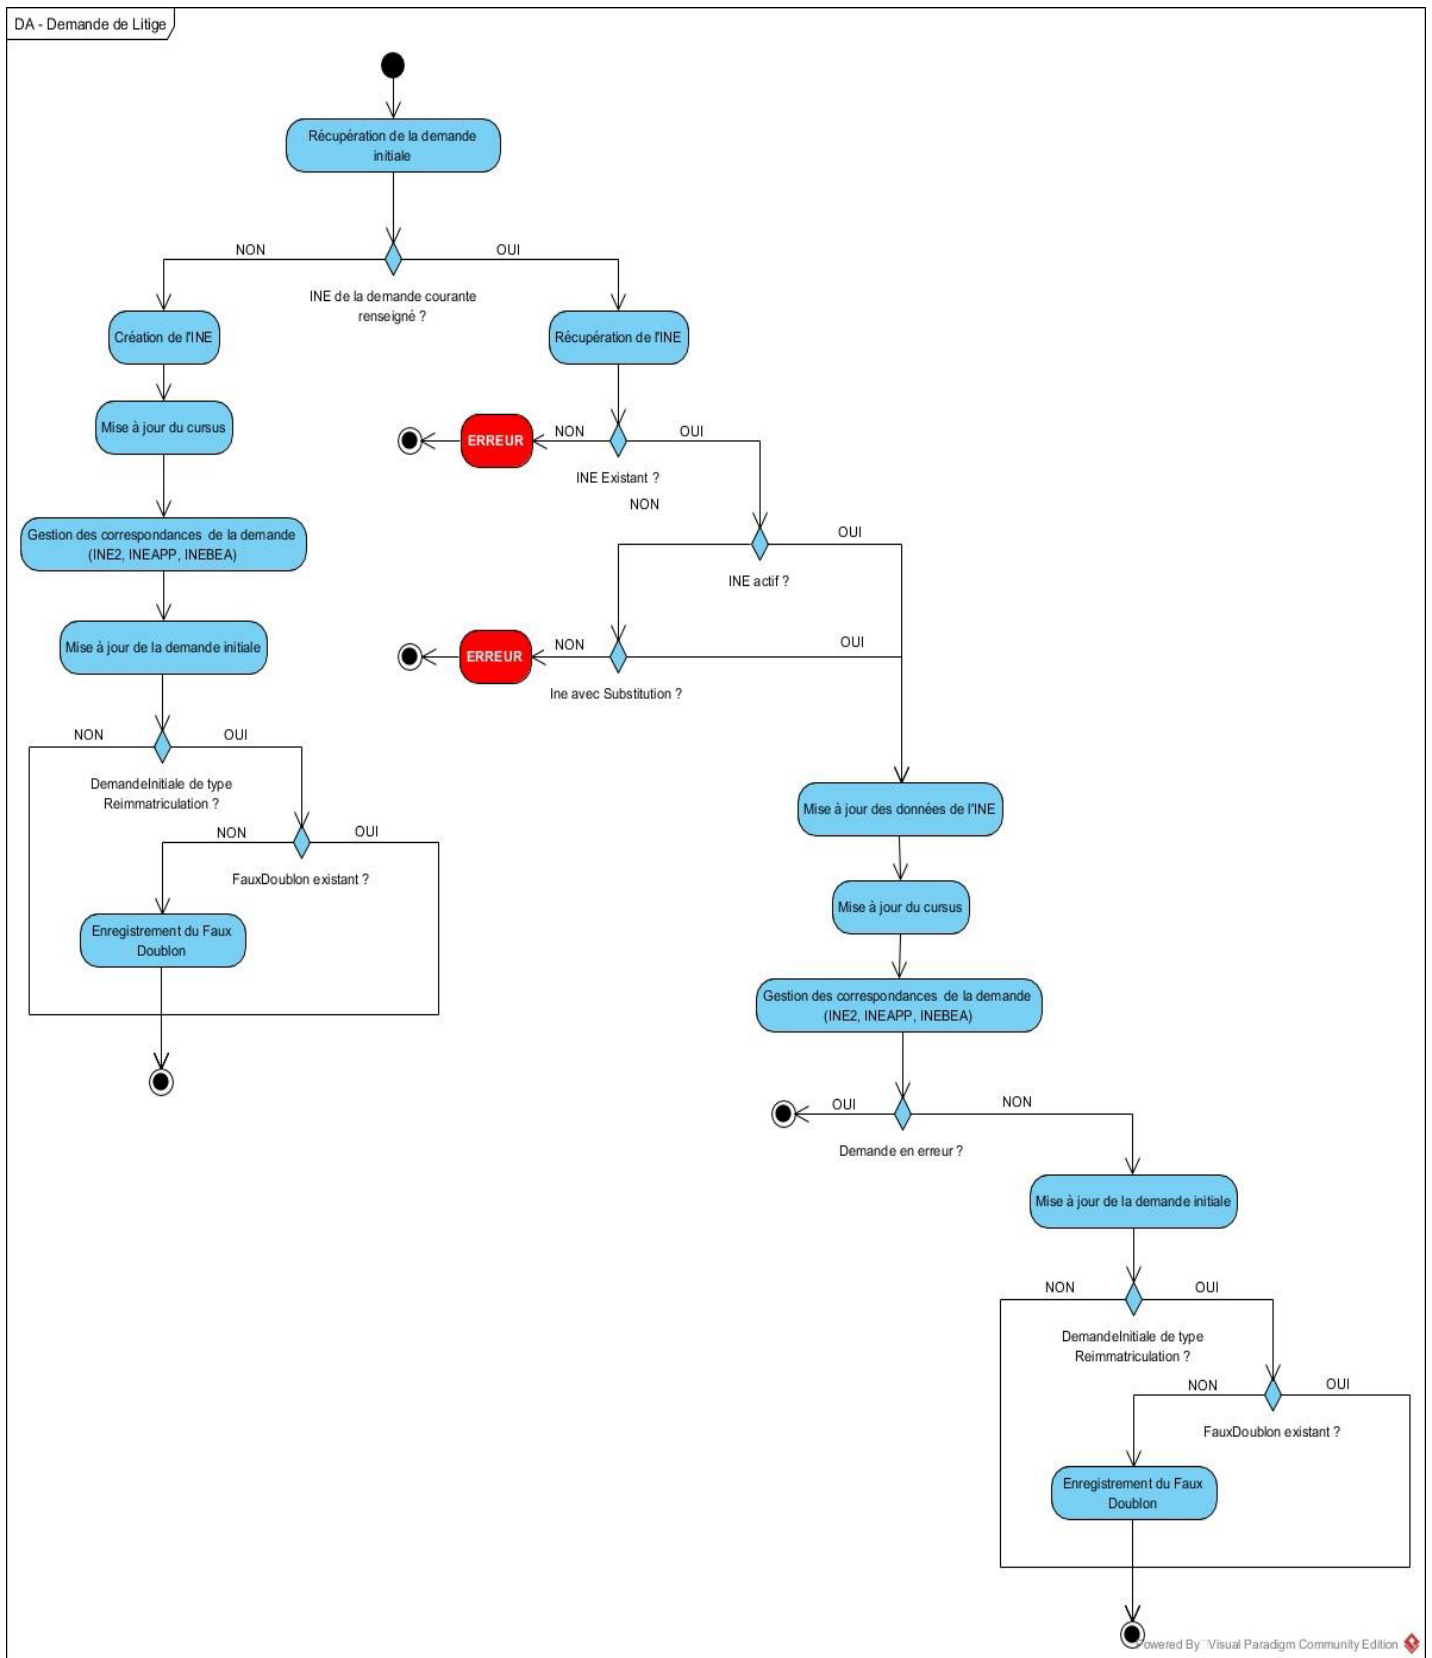 DA - Demande de Litige
Récupération de la demande
initiale
NON
OUI
INE de la demande courante
renseigné ?
Création de l'INE
Récupération de l'INE
Mise à jour du cursus
ERREUR
NON
OUI
INE Existant ?
NON
Gestion des correspondances de la demande
(INE2, INEAPP, INEBEA)
OUI
INE actif ?
Mise à jour de la demande initiale
ERREUR
NON
OUI
Ine avec Substitution ?
NON
OUI
DemandeInitiale de type
Reimmatriculation ?
Mise à jour des données de l'INE
NON
OUI
FauxDoublon existant ?
Mise à jour du cursus
Enregistrement du Faux
Doublon
Gestion des correspondances de la demande
(INE2, INEAPP, INEBEA)
OUI
NON
Demande en erreur ?
Mise à jour de la demande initiale
NON
OUI
DemandeInitiale de type
Reimmatriculation ?
NON
OUI
FauxDoublon existant ?
Enregistrement du Faux
Doublon
Powered By Visual Paradigm Community Edition